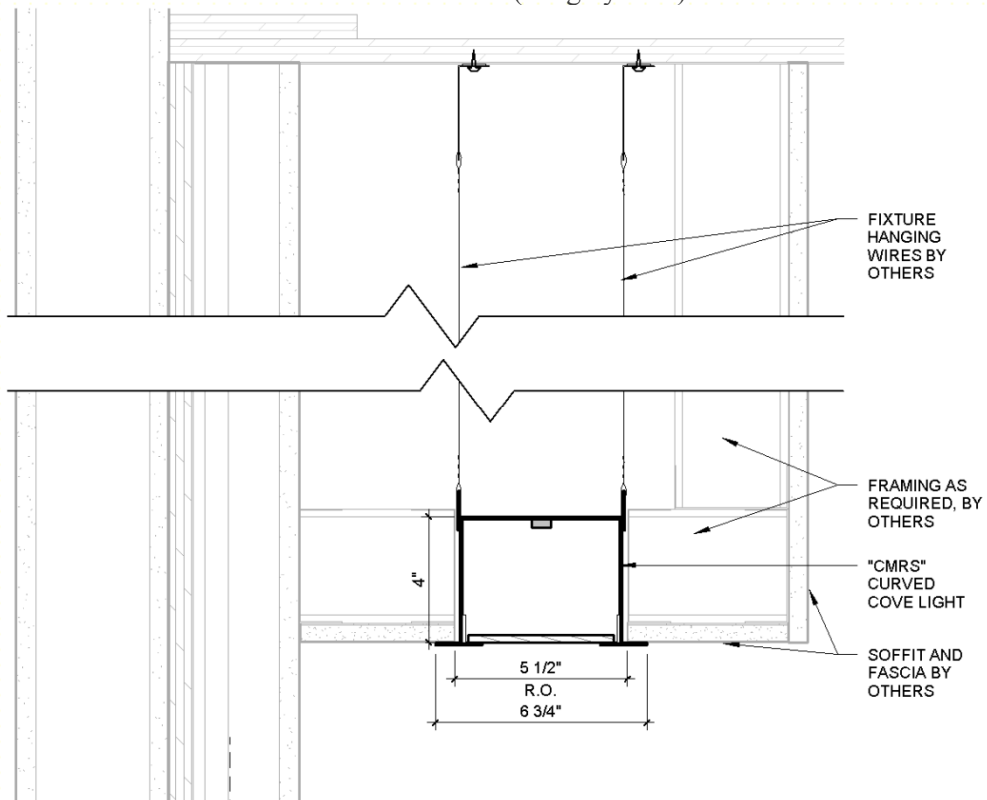 FIXTURE
HANGING
WIRES BY
OTHERS
FRAMING AS
REQUIRED, BY
OTHERS
"CMRS"
CURVED
COVE LIGHT
SOFFIT AND
FASCIA BY
OTHERS
4"
5 1/2"
R.O.
6 3/4"